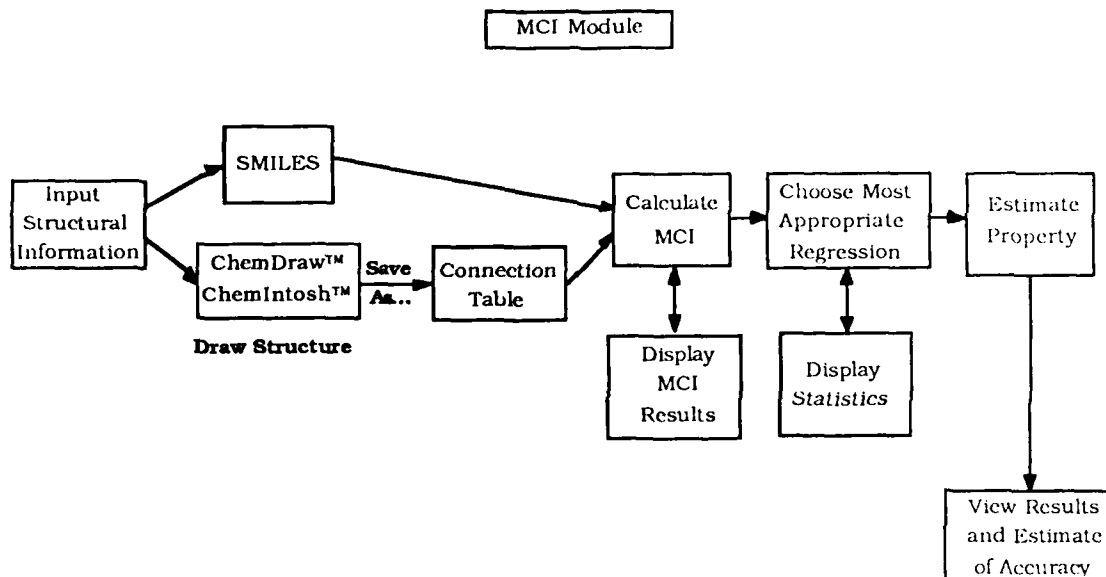 MCI Module
SMILES
Input
Structural
Information
ChemDraw™
ChemIntosh™
Save
As...
Draw Structure
Connection
Table
Calculate
MCI
Choose Most
Appropriate
Regression
Estimate
Property
Display
MCI
Results
Display
Statistics
View Results
and Estimate
of Accuracy